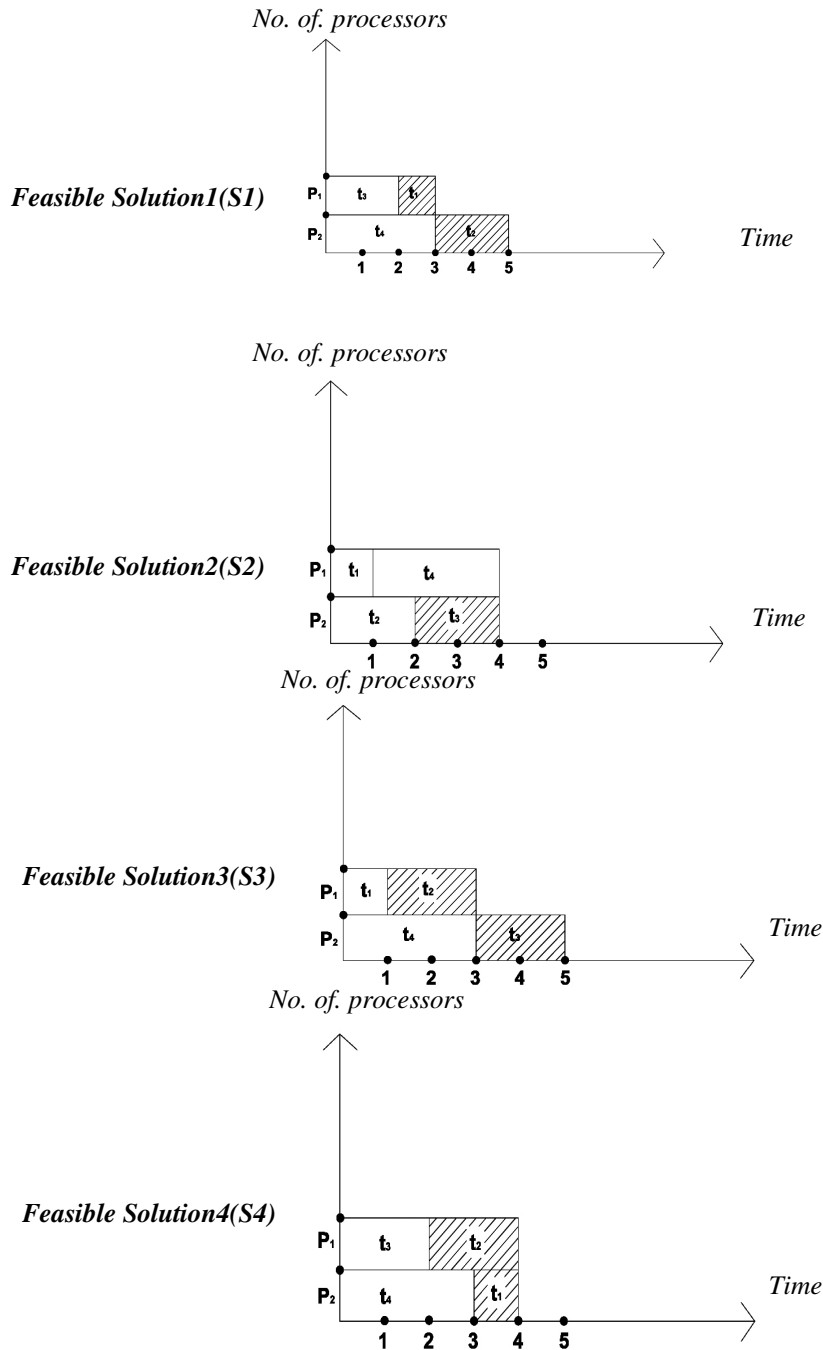 No. of. processors
Feasible Solution1(S1)
P₁ t₃ t₁
P₂ t₄ t₂
Time
1 2 3 4 5
No. of. processors
Feasible Solution2(S2)
P₁ t₁ t₄
P₂ t₂ t₃
Time
1 2 3 4 5
No. of. processors
Feasible Solution3(S3)
P₁ t₁ t₂
P₂ t₄ t₃
Time
1 2 3 4 5
No. of. processors
Feasible Solution4(S4)
P₁ t₃ t₂
P₂ t₄ t₁
Time
1 2 3 4 5